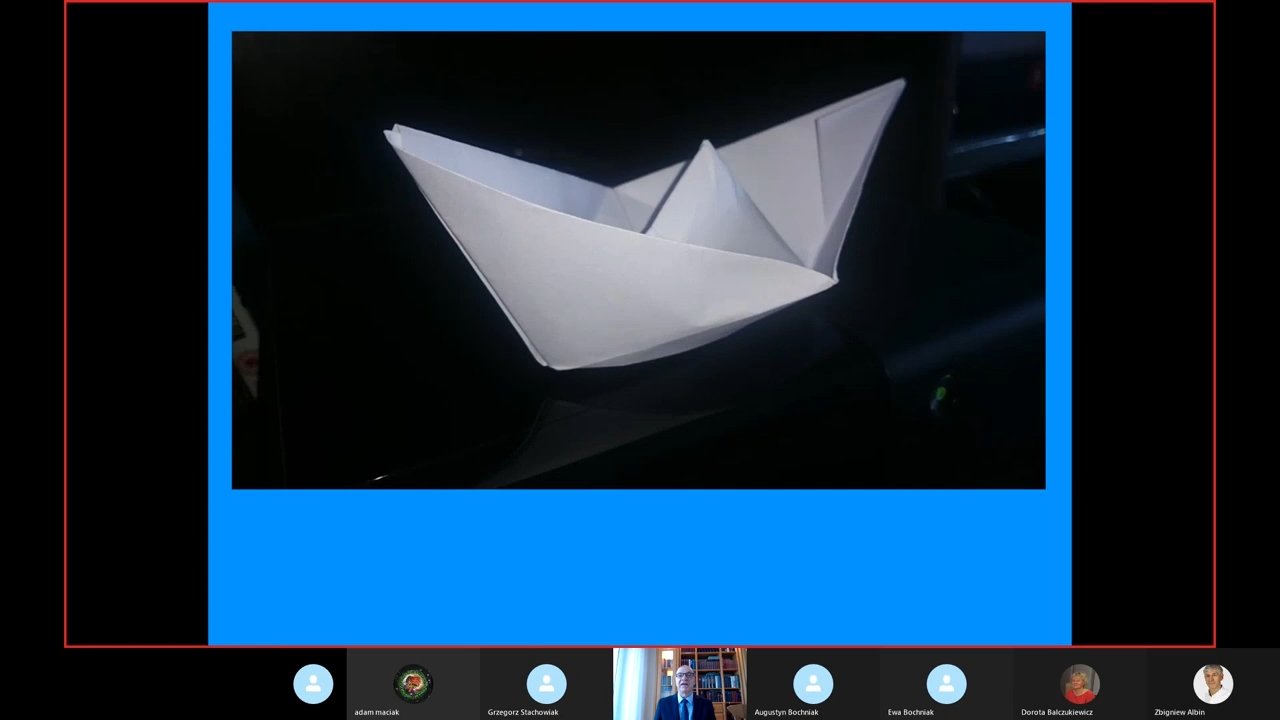 adam maciak
Grzegorz Stachowiak
Augustyn Bochniak
Ewa Bochniak
Dorota Balczukiewicz
Zbigniew Albin